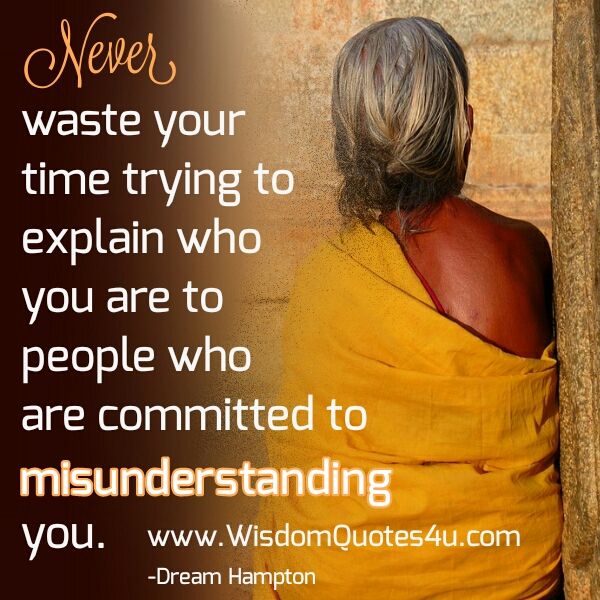 Never
waste your
time trying to
explain who
you are to
people who
are committed to
misunderstanding
you. www.WisdomQuotes4u.com
-Dream Hampton